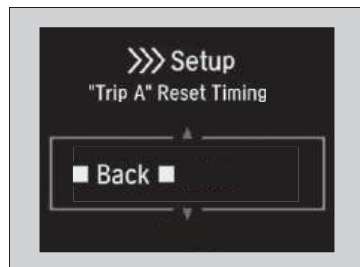 >>> Setup
"Trip A" Reset Timing
■ Back ■